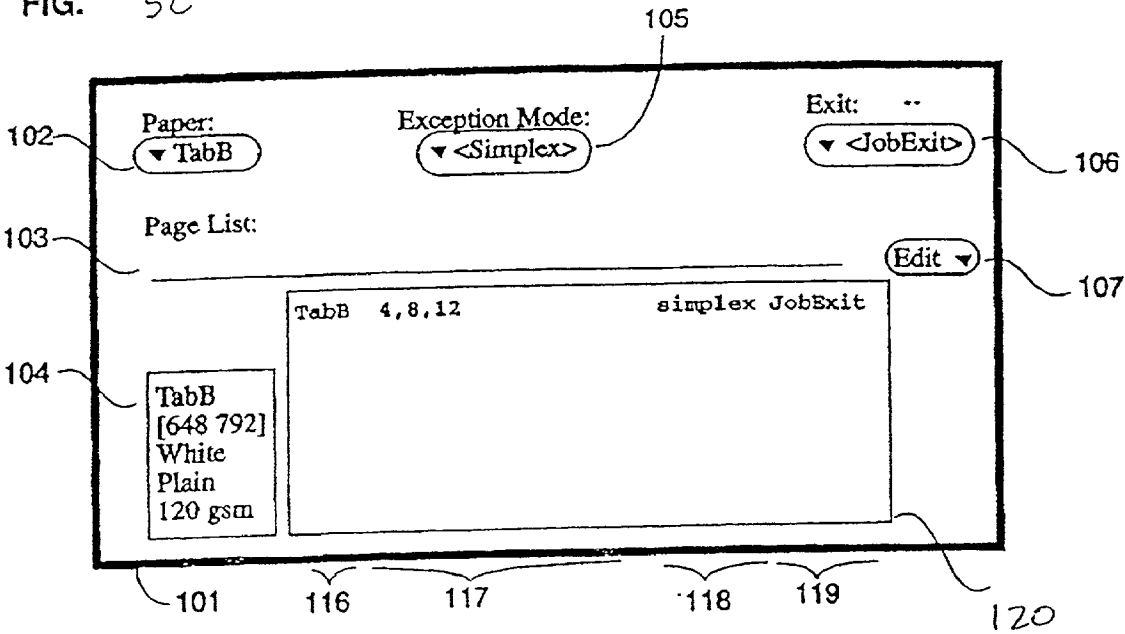 FIG. 5C
105
Paper:
Exception Mode:
Exit: --
102
▼ TabB
▼ <Simplex>
▼ <JobExit>
106
Page List:
103
Edit ▼
107
TabB 4,8,12 simplex JobExit
104
TabB
[648 792]
White
Plain
120 gsm
101
116
117
118
119
120